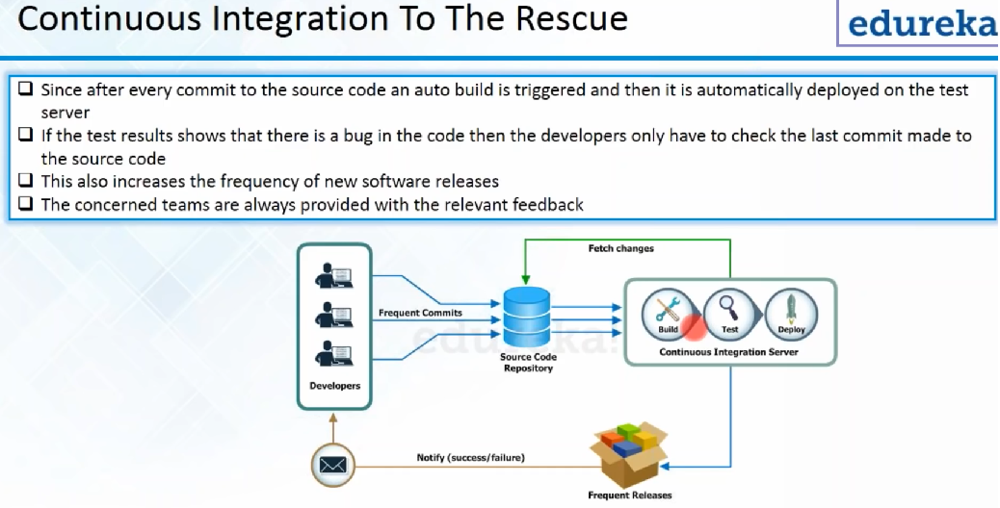 Continuous Integration To The Rescue
edureka
Since after every commit to the source code an auto build is triggered and then it is automatically deployed on the test
server
If the test results shows that there is a bug in the code then the developers only have to check the last commit made to
the source code
This also increases the frequency of new software releases
The concerned teams are always provided with the relevant feedback
Fetch changes
Frequent Commits
edureka!
Build
Test
Deploy
Continuous Integration Server
Source Code
Repository
Developers
Notify (success/failure)
Frequent Releases